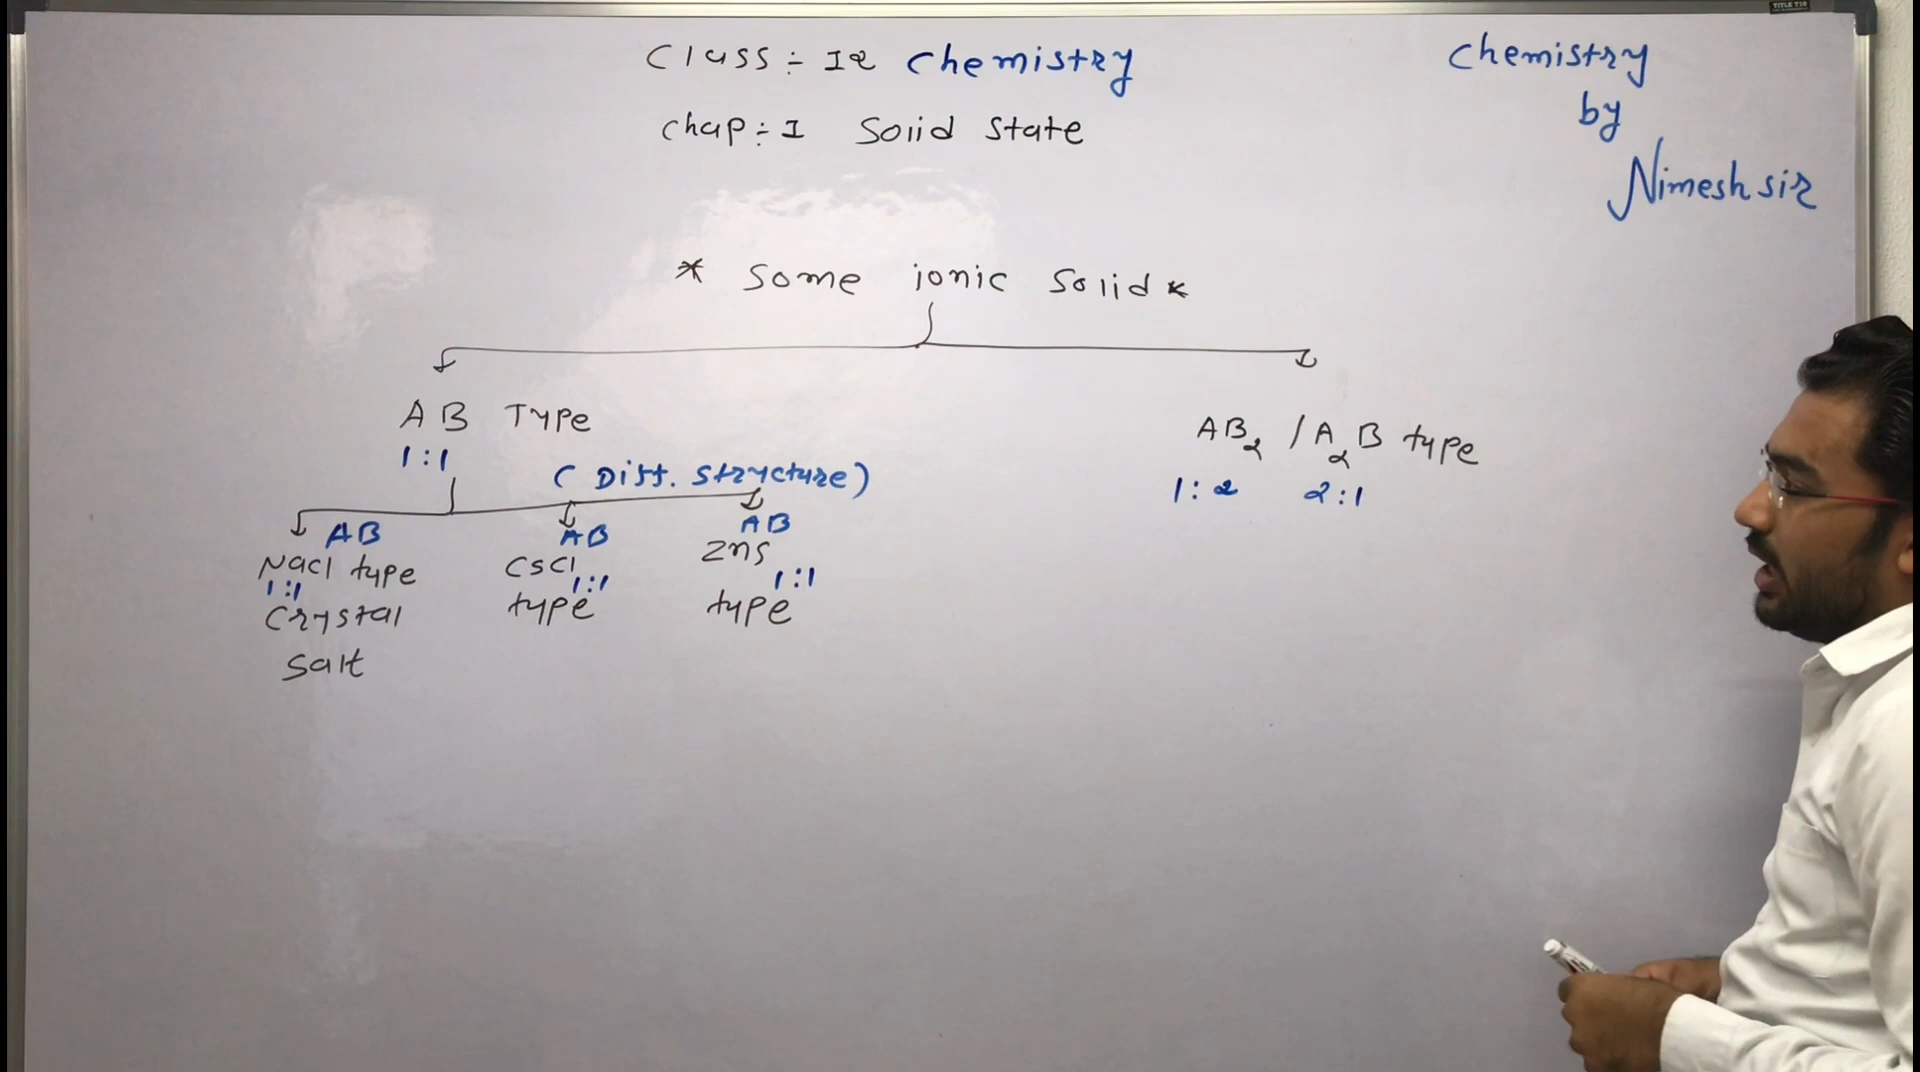 Class ÷ 12 Chemistry
Chap ÷ 1 Solid State
Chemistry
by
Nimesh sir
* Some ionic Solid *
AB Type
1:1
(Diff. Structure)
AB
NaCl type
1:1
Crystal
Salt
AB
CsCl
1:1
type
AB
ZnS
1:1
type
AB₂ / A₂B type
1:2 2:1